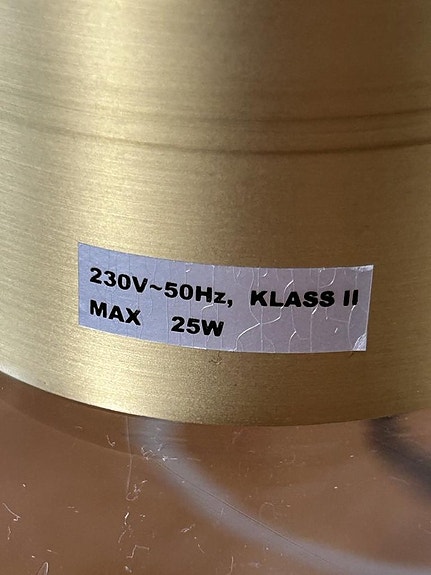 230V~50Hz, KLASS II
MAX 25W